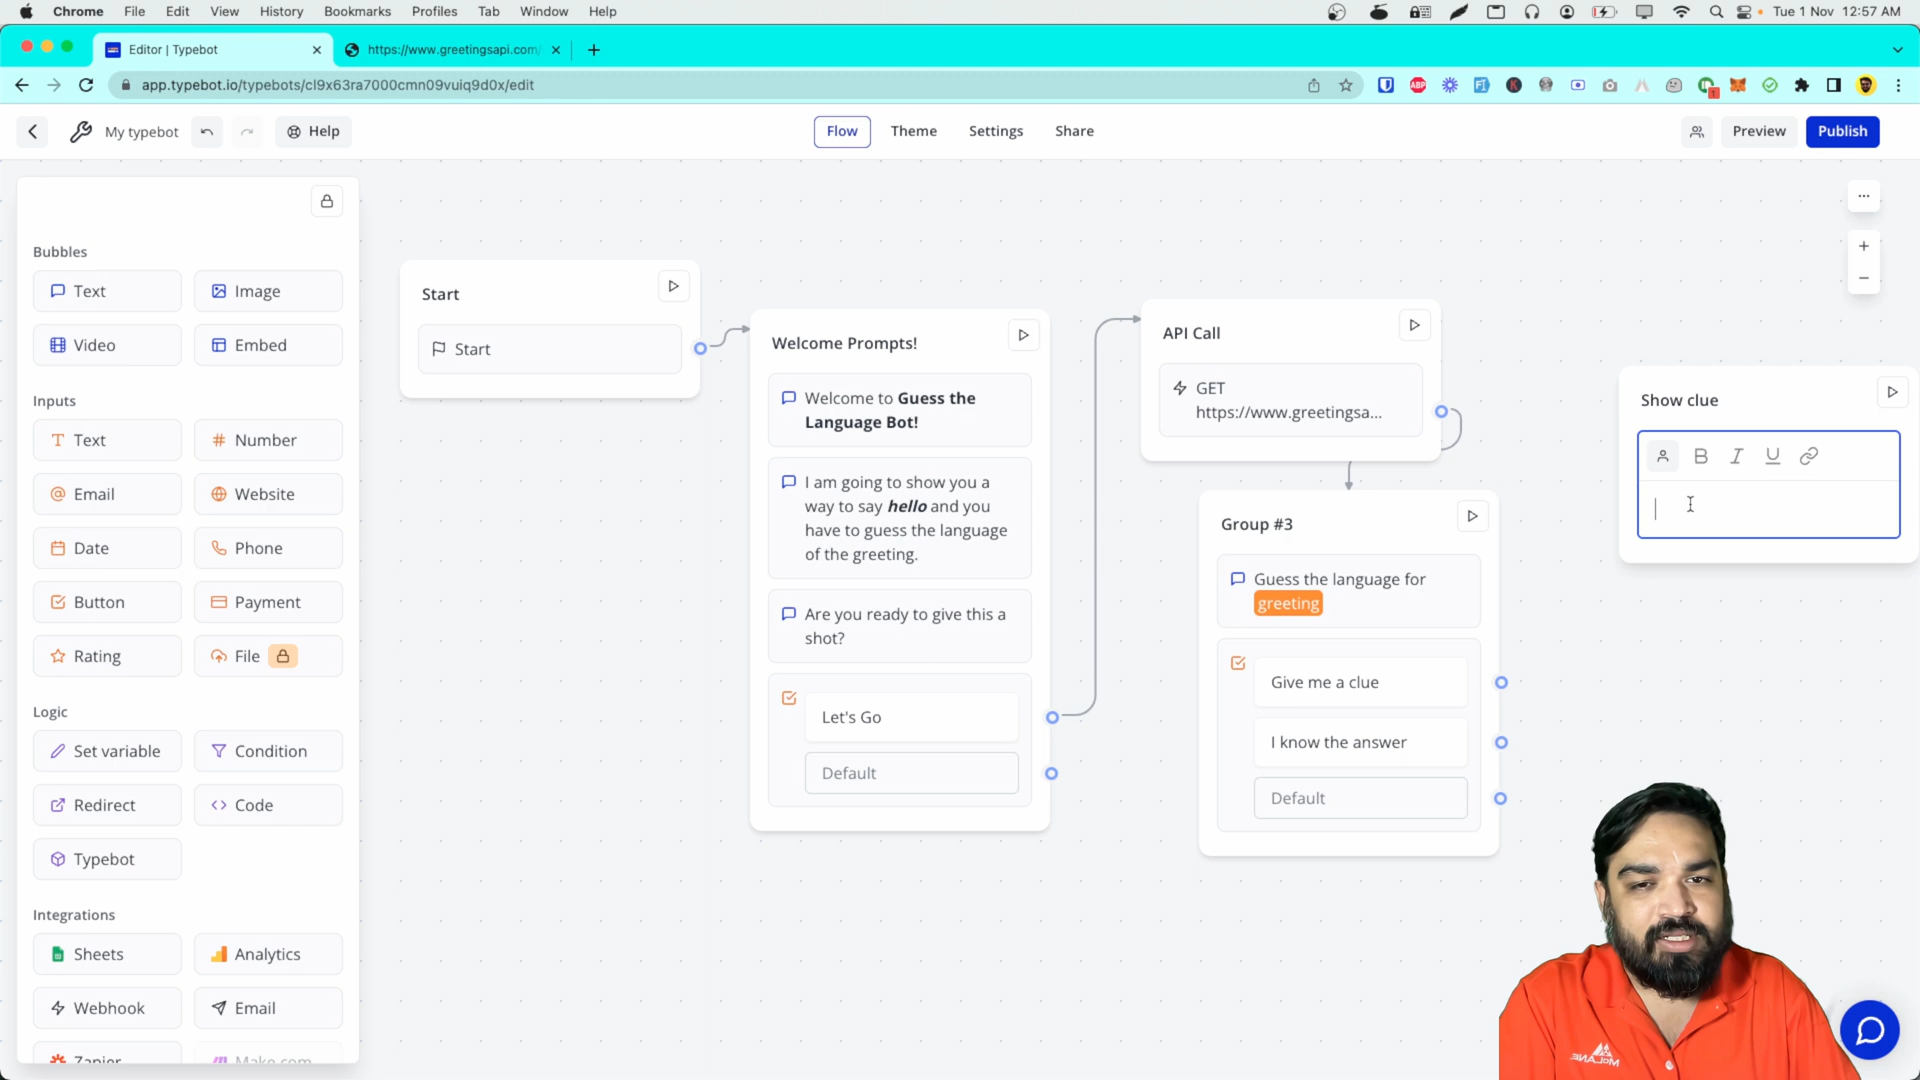 Chrome File Edit View History Bookmarks Profiles Tab Window Help Tue 1 Nov 12:57 AM
Editor | Typebot https://www.greetingsapi.com/
app.typebot.io/typebots/cl9x63ra7000cmn09vuiq9d0x/edit
My typebot Help Flow Theme Settings Share Preview Publish
Bubbles
Text Image
Video Embed
Inputs
Text Number
Email Website
Date Phone
Button Payment
Rating File
Logic
Set variable Condition
Redirect Code
Typebot
Integrations
Sheets Analytics
Webhook Email
Zapier Make.com
Start
Start
Welcome Prompts!
Welcome to Guess the
Language Bot!
I am going to show you a
way to say hello and you
have to guess the language
of the greeting.
Are you ready to give this a
shot?
Let's Go
Default
API Call
GET
https://www.greetingsa...
Group #3
Guess the language for
greeting
Give me a clue
I know the answer
Default
Show clue
B I U
McLANE